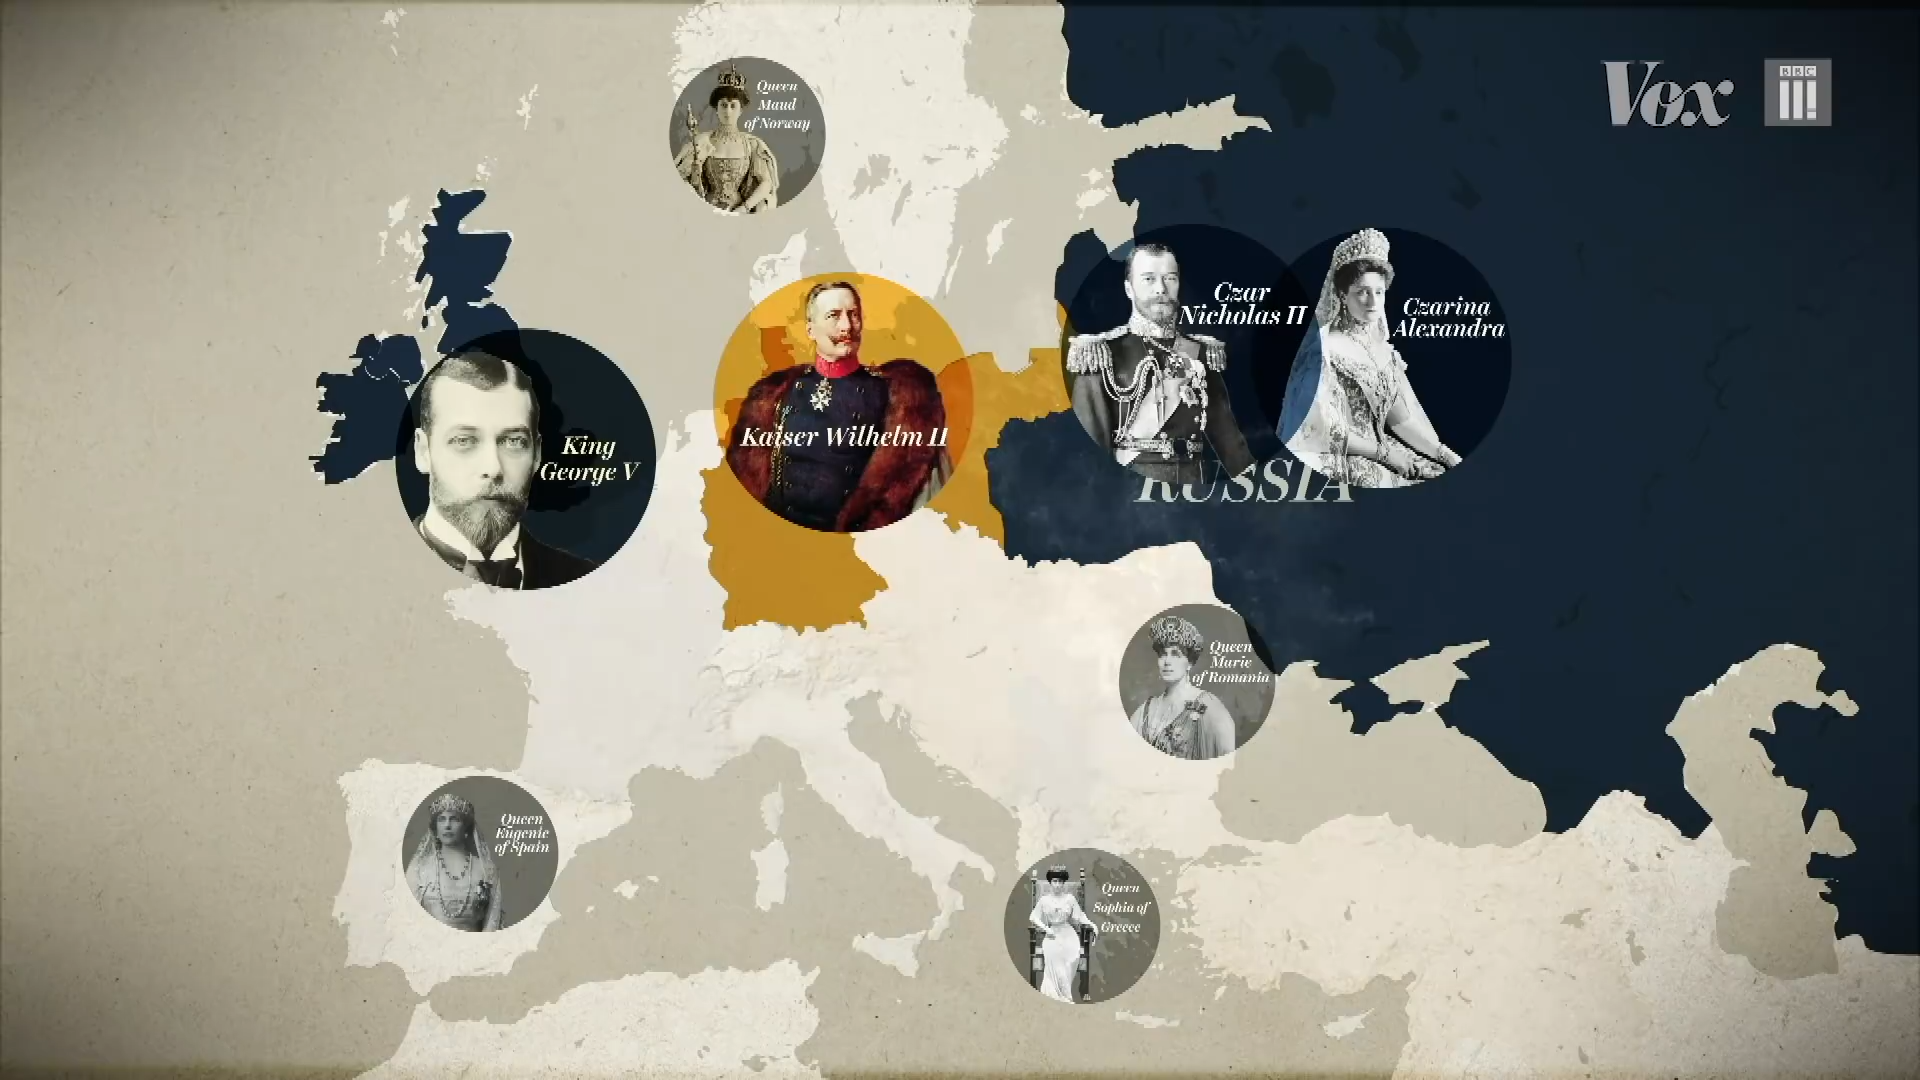 Vox
BBC
Queen
Maud
of Norway
Czar
Nicholas II
Czarina
Alexandra
King
George V
Kaiser Wilhelm II
RUSSIA
Queen
Marie
of Romania
Queen
Eugenie
of Spain
Queen
Sophia of
Greece